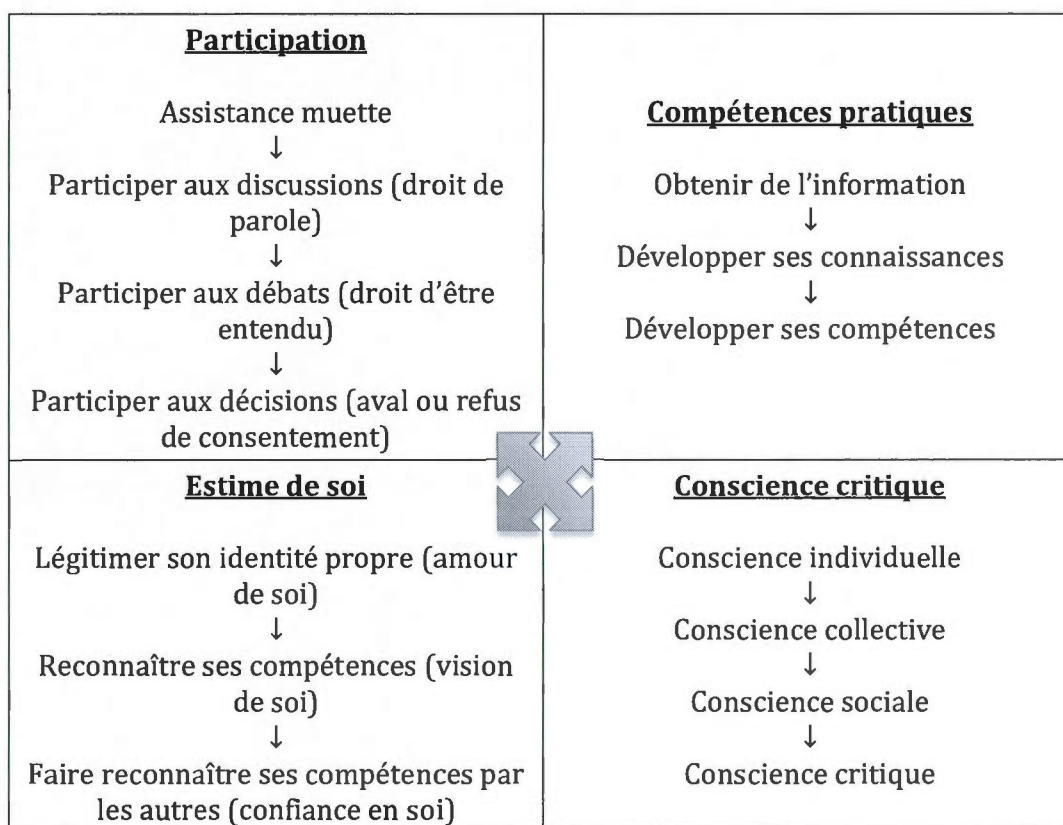 Participation
Assistance muette
↓
Participer aux discussions (droit de
parole)
↓
Participer aux débats (droit d'être
entendu)
↓
Participer aux décisions (aval ou refus
de consentement)
Compétences pratiques
Obtenir de l'information
↓
Développer ses connaissances
↓
Développer ses compétences
Estime de soi
Légitimer son identité propre (amour
de soi)
↓
Reconnaître ses compétences (vision
de soi)
↓
Faire reconnaître ses compétences par
les autres (confiance en soi)
Conscience critique
Conscience individuelle
↓
Conscience collective
↓
Conscience sociale
↓
Conscience critique